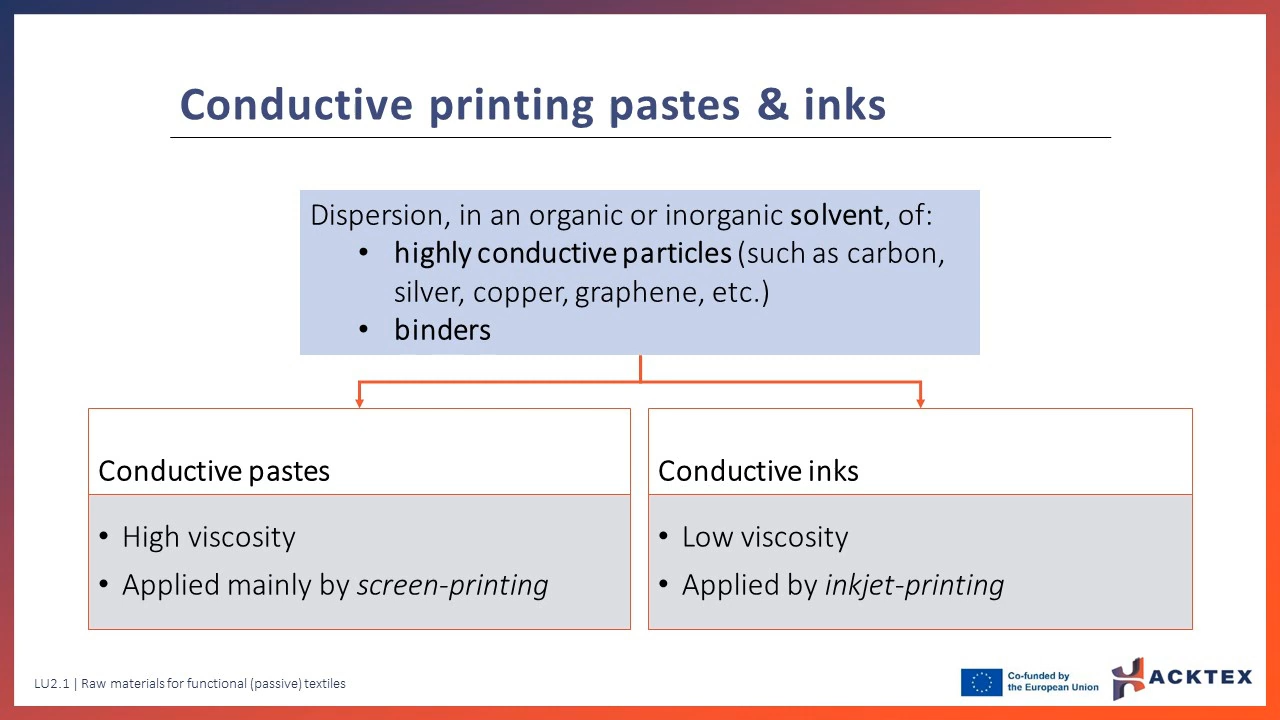 Conductive printing pastes & inks
Dispersion, in an organic or inorganic solvent, of:
• highly conductive particles (such as carbon,
silver, copper, graphene, etc.)
• binders
Conductive pastes
• High viscosity
• Applied mainly by screen-printing
Conductive inks
• Low viscosity
• Applied by inkjet-printing
LU2.1 | Raw materials for functional (passive) textiles
Co-funded by
the European Union
HACKTEX